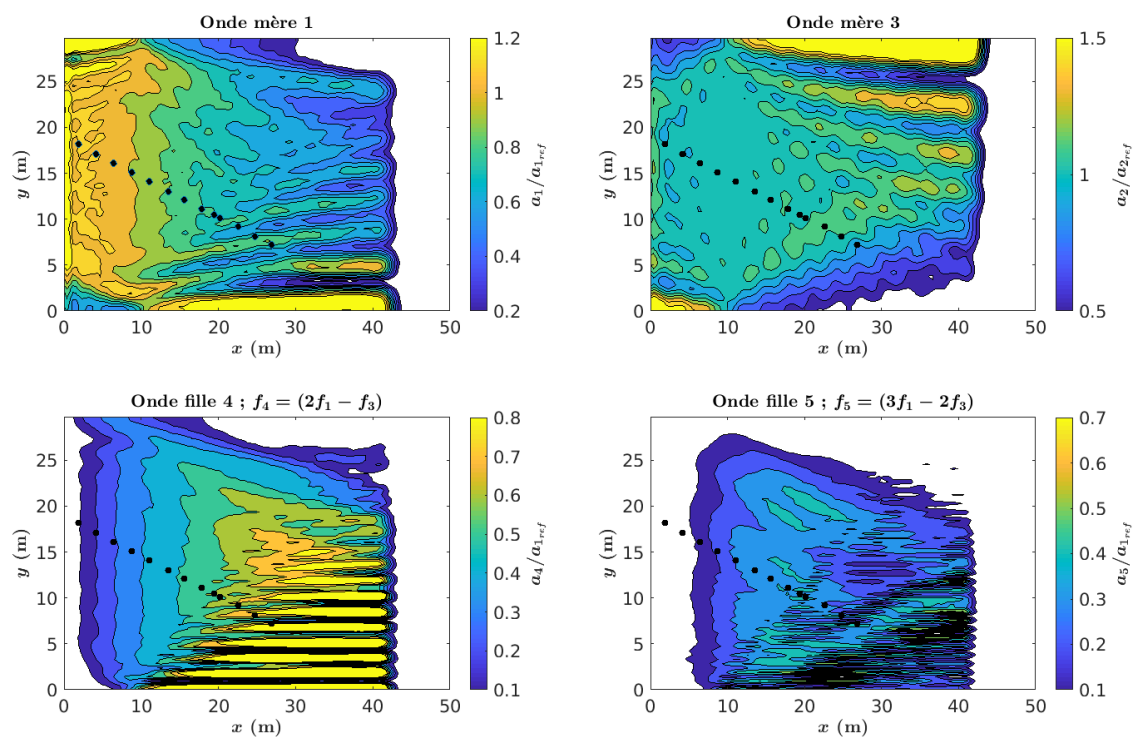 Onde mère 1
1.2
1
0.8
0.6
0.4
0.2
a₁/a₁ᵣₑf
25
20
15
10
5
0
y (m)
0 10 20 30 40 50
x (m)
Onde mère 3
1.5
1
0.5
a₂/a₂ᵣₑf
25
20
15
10
5
0
y (m)
0 10 20 30 40 50
x (m)
Onde fille 4 ; f₄ = (2f₁ − f₃)
0.8
0.7
0.6
0.5
0.4
0.3
0.2
0.1
a₄/a₁ᵣₑf
25
20
15
10
5
0
y (m)
0 10 20 30 40 50
x (m)
Onde fille 5 ; f₅ = (3f₁ − 2f₃)
0.7
0.6
0.5
0.4
0.3
0.2
0.1
a₅/a₁ᵣₑf
25
20
15
10
5
0
y (m)
0 10 20 30 40 50
x (m)